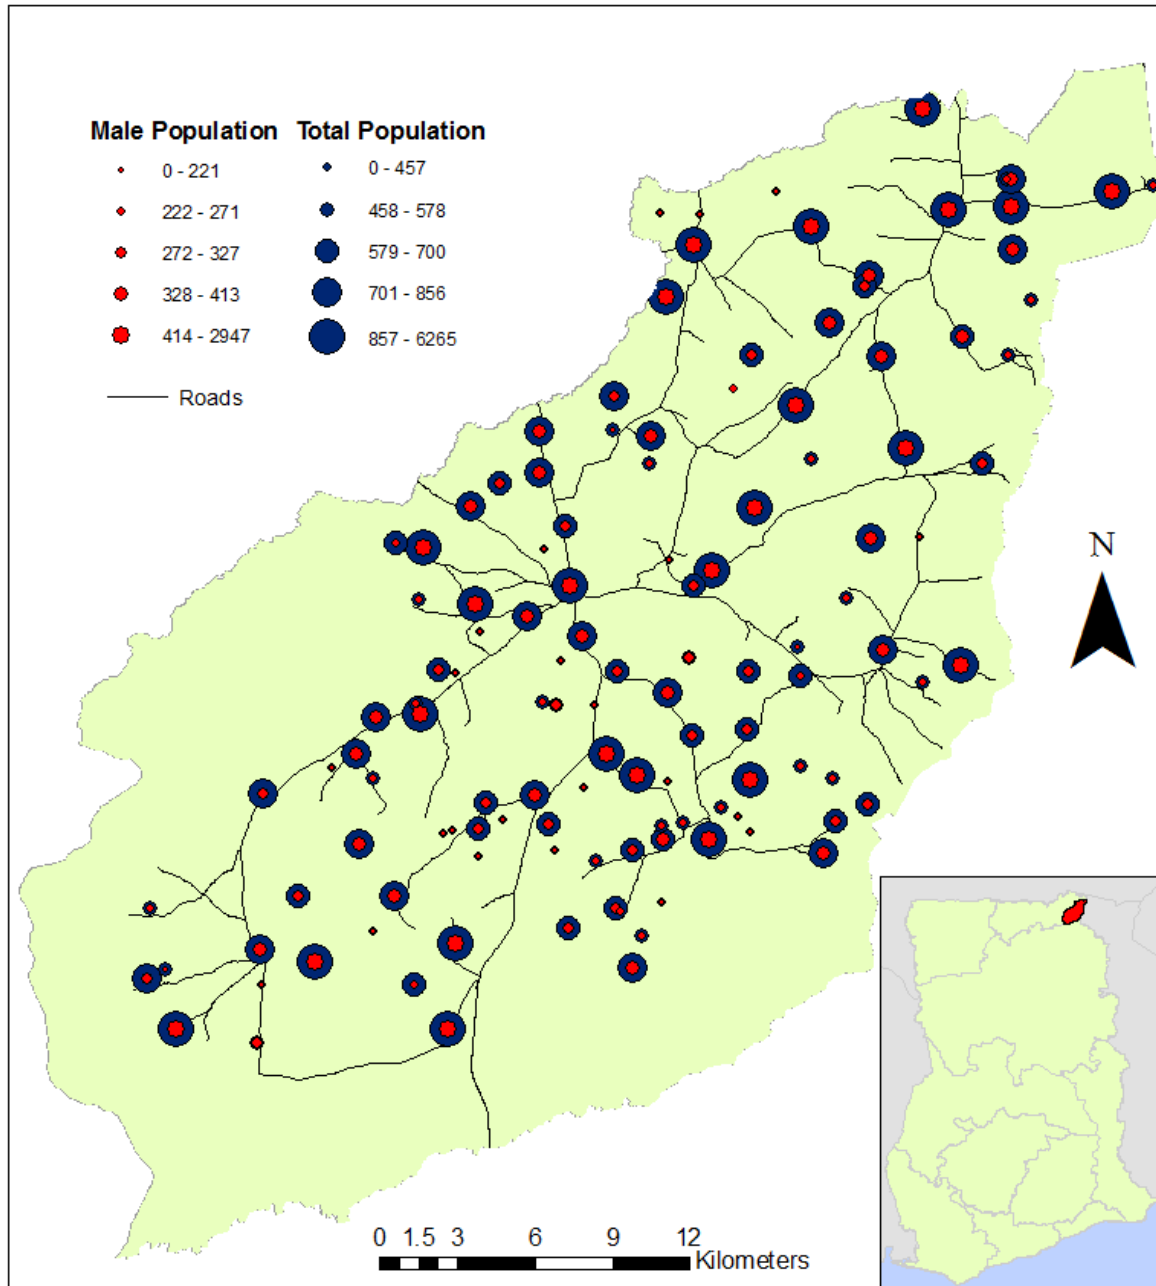 Male Population Total Population
0 - 221 0 - 457
222 - 271 458 - 578
272 - 327 579 - 700
328 - 413 701 - 856
414 - 2947 857 - 6265
Roads
N
0 1.5 3 6 9 12
Kilometers